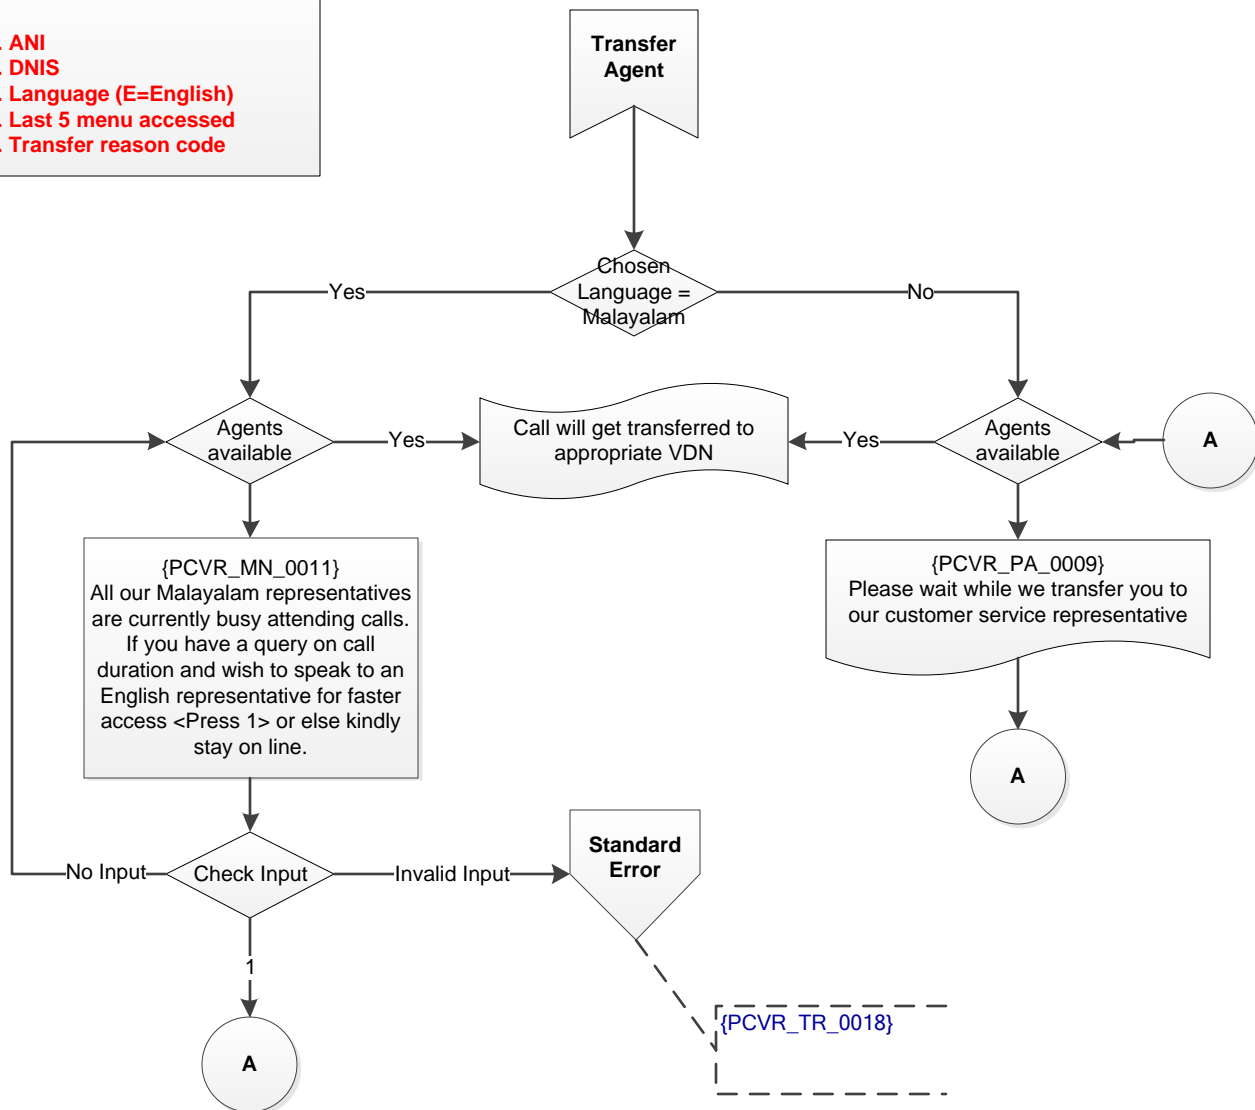 . ANI
. DNIS
. Language (E=English)
. Last 5 menu accessed
. Transfer reason code
Transfer
Agent
Chosen
Language =
Malayalam
Yes
No
Agents
available
Yes
Call will get transferred to
appropriate VDN
Yes
Agents
available
A
{PCVR_MN_0011}
All our Malayalam representatives
are currently busy attending calls.
If you have a query on call
duration and wish to speak to an
English representative for faster
access <Press 1> or else kindly
stay on line.
{PCVR_PA_0009}
Please wait while we transfer you to
our customer service representative
A
No Input
Check Input
Invalid Input
Standard
Error
1
A
{PCVR_TR_0018}